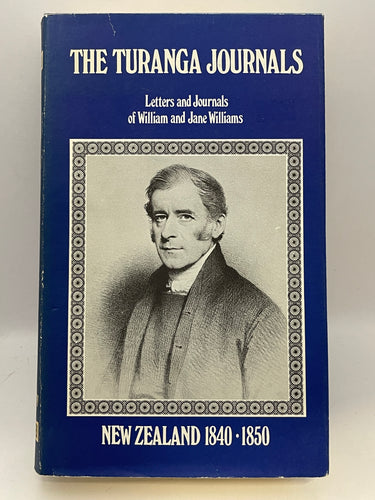 THE TURANGA JOURNALS
Letters and Journals
of William and Jane Williams
NEW ZEALAND 1840·1850